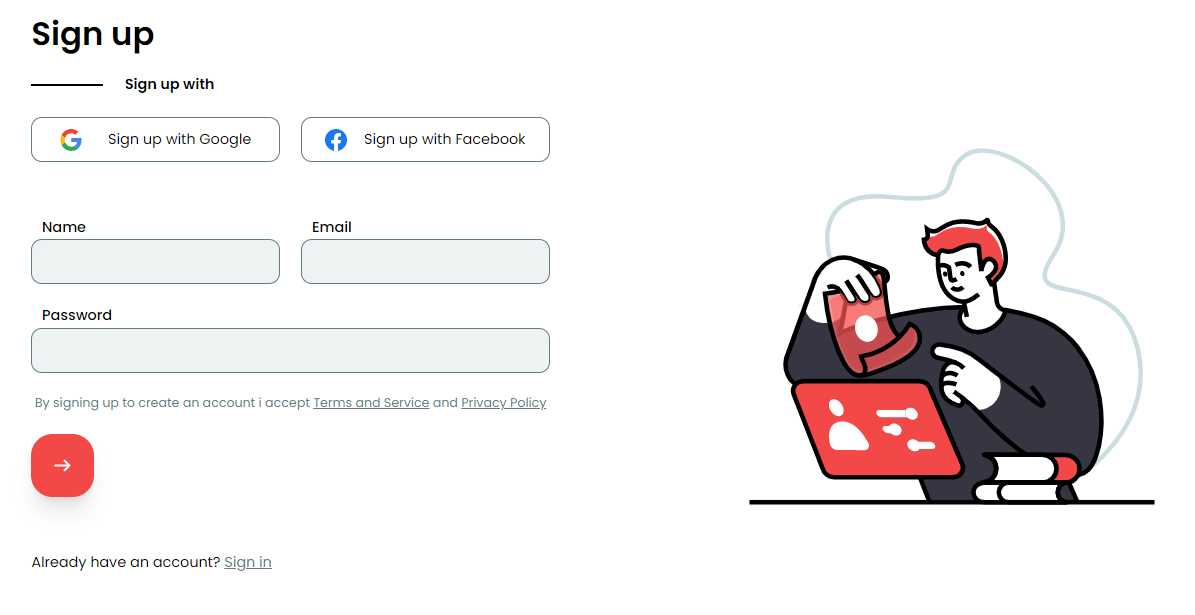 Sign up
Sign up with
Sign up with Google
Sign up with Facebook
Name
Email
Password
By signing up to create an account i accept Terms and Service and Privacy Policy
Already have an account? Sign in